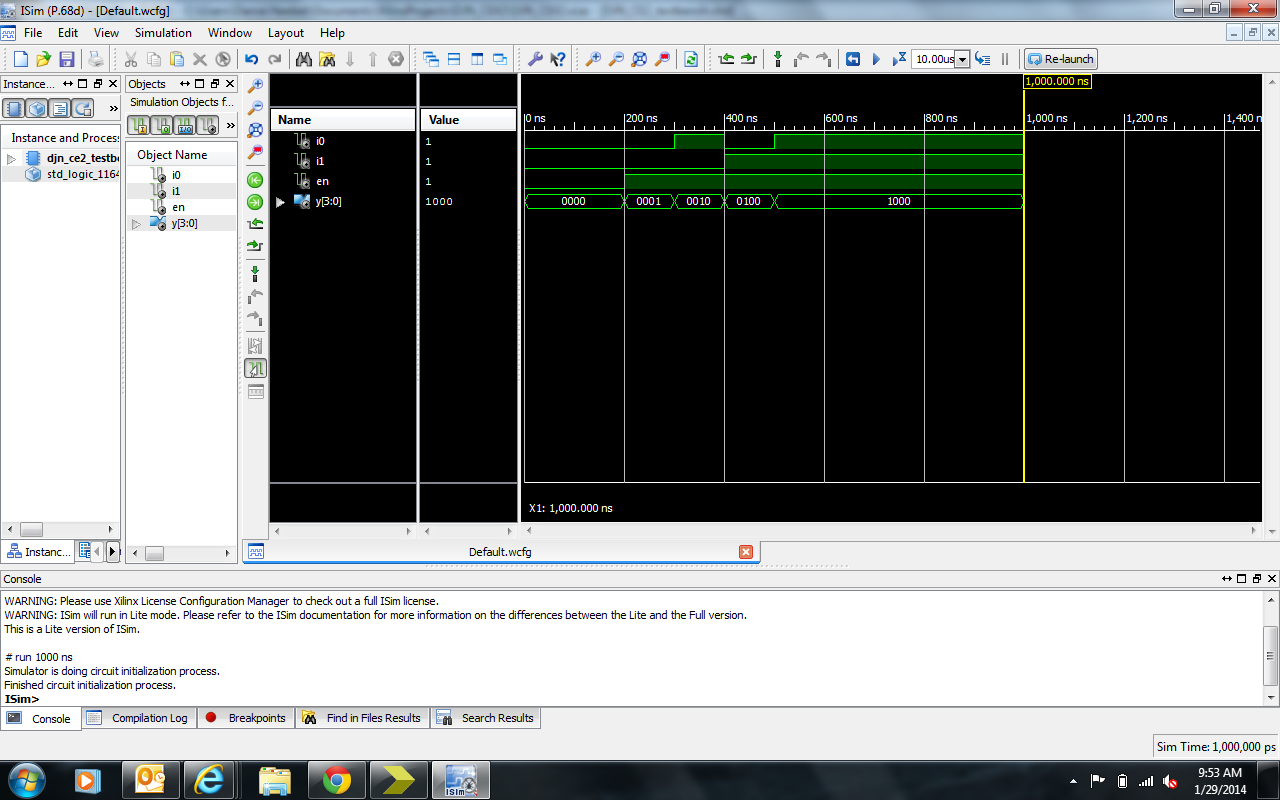 ISim (P.68d) - [Default.wcfg]
File Edit View Simulation Window Layout Help
10.00us Re-launch
Instance... Objects
Simulation Objects f...
Instance and Proces
djn_ce2_testb
std_logic_1164
Object Name
i0
i1
en
y[3:0]
Name Value
i0 1
i1 1
en 1
y[3:0] 1000
1,000.000 ns
0 ns 200 ns 400 ns 600 ns 800 ns 1,000 ns 1,200 ns 1,400 n
0000 0001 0010 0100 1000
X1: 1,000.000 ns
Instanc...
Default.wcfg
Console
WARNING: Please use Xilinx License Configuration Manager to check out a full ISim license.
WARNING: ISim will run in Lite mode. Please refer to the ISim documentation for more information on the differences between the Lite and the Full version.
This is a Lite version of ISim.
# run 1000 ns
Simulator is doing circuit initialization process.
Finished circuit initialization process.
ISim>
Console Compilation Log Breakpoints Find in Files Results Search Results
Sim Time: 1,000,000 ps
ISim
9:53 AM
1/29/2014